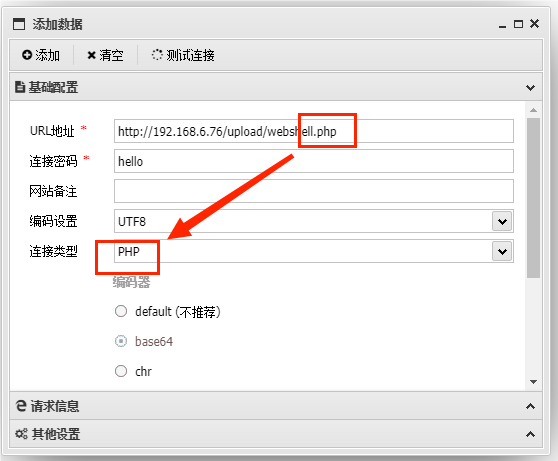 添加数据
添加 清空 测试连接
基础配置
URL地址 * http://192.168.6.76/upload/webshell.php
连接密码 * hello
网站备注
编码设置 UTF8
连接类型 PHP
编码器
default (不推荐)
base64
chr
请求信息
其他设置